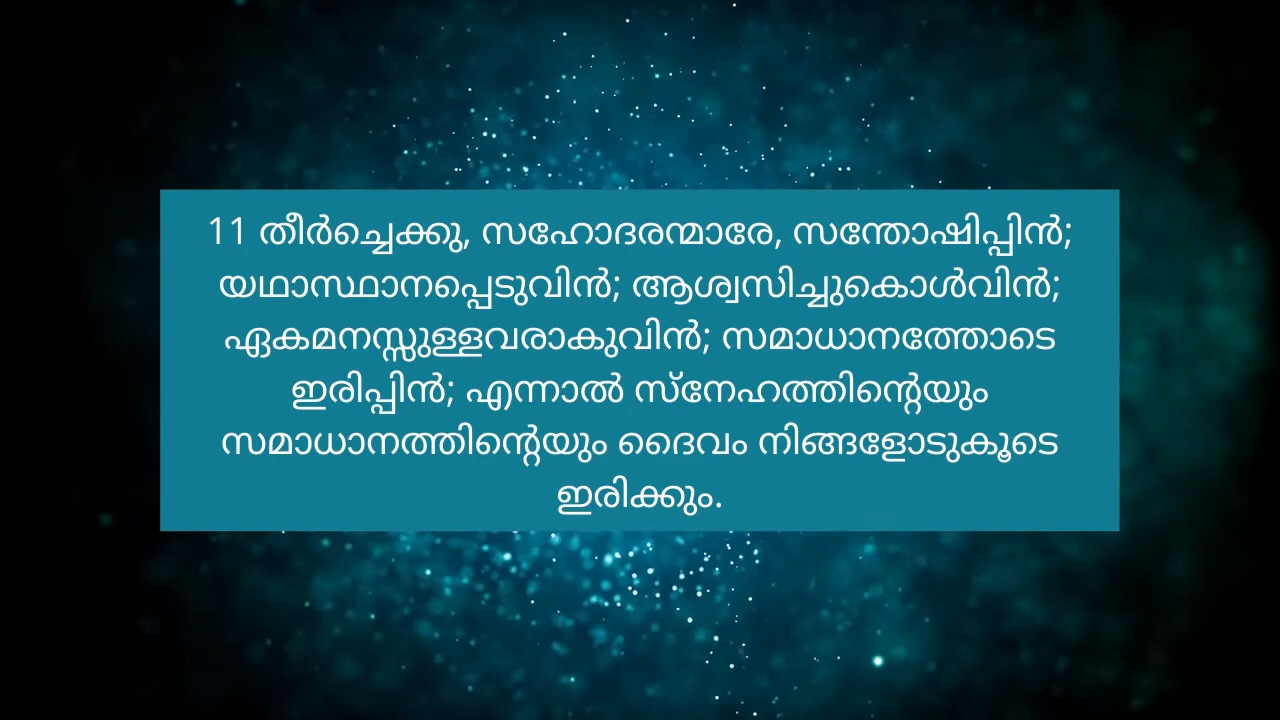 11 തീർച്ചെക്കു, സഹോദരന്മാരേ, സന്തോഷിപ്പിൻ;
യഥാസ്ഥാനപ്പെടുവിൻ; ആശ്വസിച്ചുകൊൾവിൻ;
ഏകമനസ്സുള്ളവരാകുവിൻ; സമാധാനത്തോടെ
ഇരിപ്പിൻ; എന്നാൽ സ്നേഹത്തിന്റെയും
സമാധാനത്തിന്റെയും ദൈവം നിങ്ങളോടുകൂടെ
ഇരിക്കും.